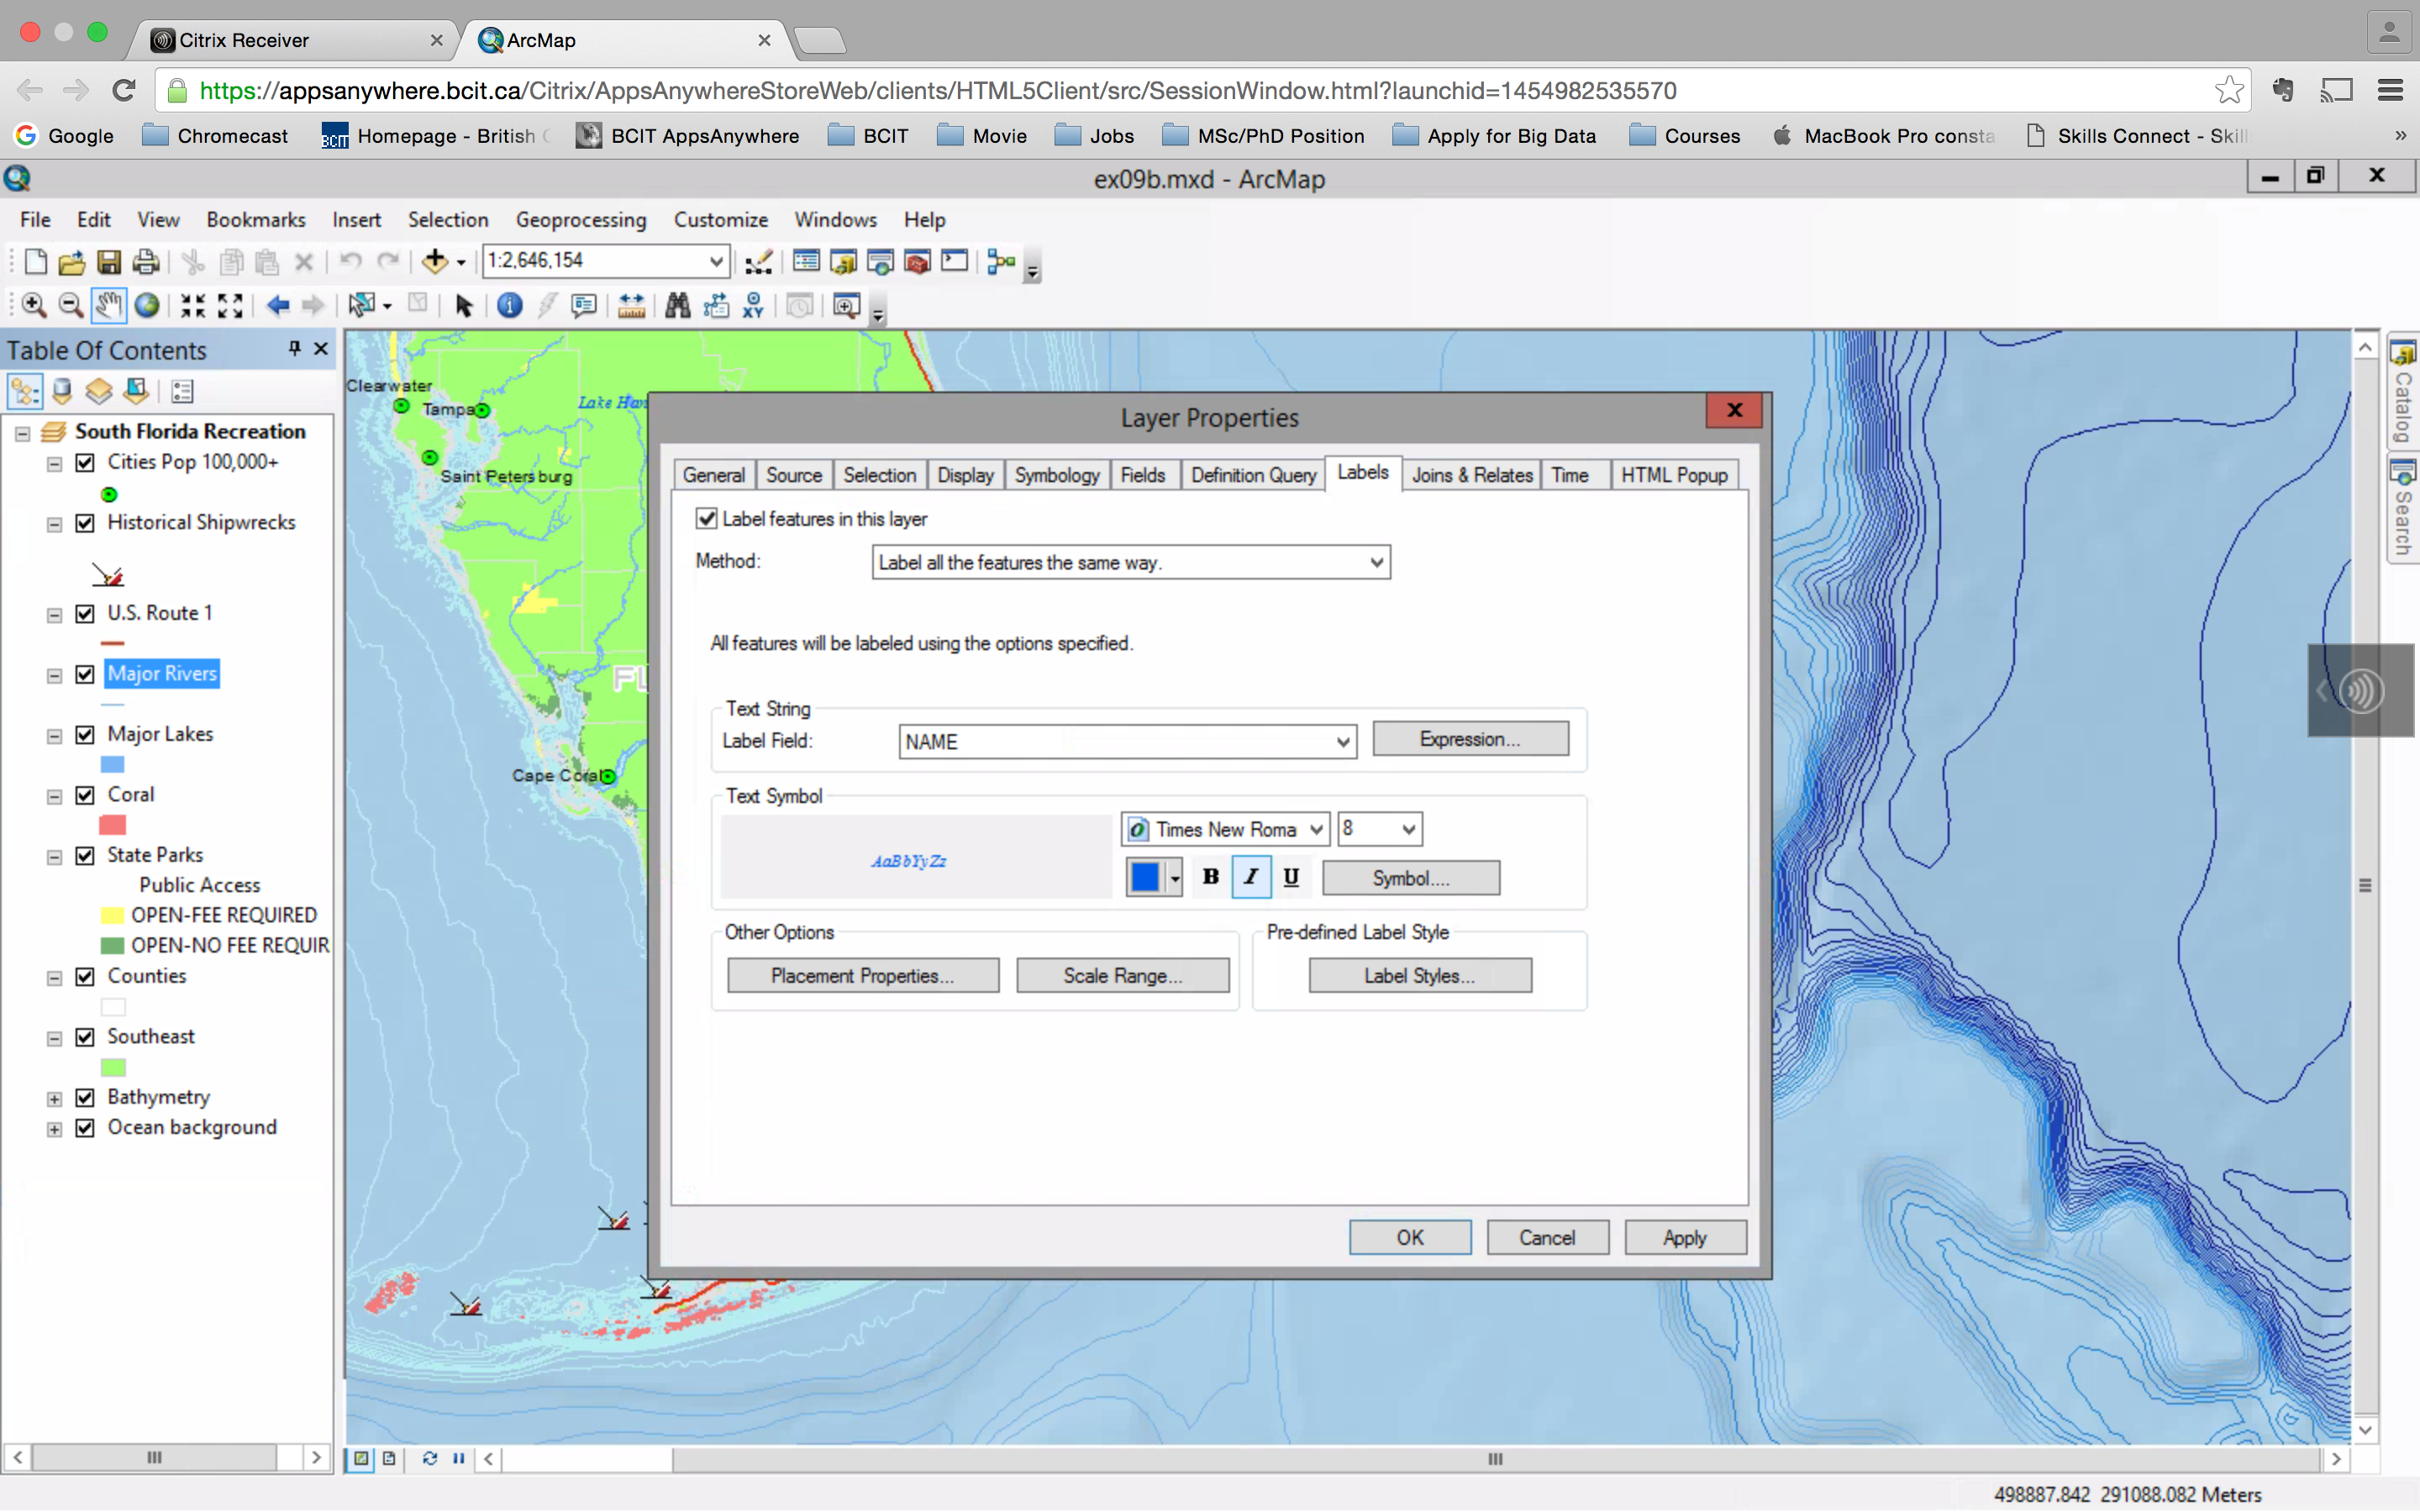 Citrix Receiver
ArcMap
https://appsanywhere.bcit.ca/Citrix/AppsAnywhereStoreWeb/clients/HTML5Client/src/SessionWindow.html?launchid=1454982535570
Google
Chromecast
BCIT
Homepage - British
BCIT AppsAnywhere
BCIT
Movie
Jobs
MSc/PhD Position
Apply for Big Data
Courses
MacBook Pro consta
Skills Connect - Skill
»
ex09b.mxd - ArcMap
File Edit View Bookmarks Insert Selection Geoprocessing Customize Windows Help
1:2,646,154
XY
Table Of Contents
South Florida Recreation
Cities Pop 100,000+
Historical Shipwrecks
U.S. Route 1
Major Rivers
Major Lakes
Coral
State Parks
Public Access
OPEN-FEE REQUIRED
OPEN-NO FEE REQUIR
Counties
Southeast
Bathymetry
Ocean background
Clearwater
Tampa
Lake Han
Saint Petersburg
FL
Cape Coral
Layer Properties
General Source Selection Display Symbology Fields Definition Query Labels Joins & Relates Time HTML Popup
Label features in this layer
Method:
Label all the features the same way.
All features will be labeled using the options specified.
Text String
Label Field:
NAME
Expression...
Text Symbol
AaBbYyZz
Times New Roma
8
B I U
Symbol....
Other Options
Placement Properties...
Scale Range...
Pre-defined Label Style
Label Styles...
OK
Cancel
Apply
Catalog
Search
498887.842 291088.082 Meters